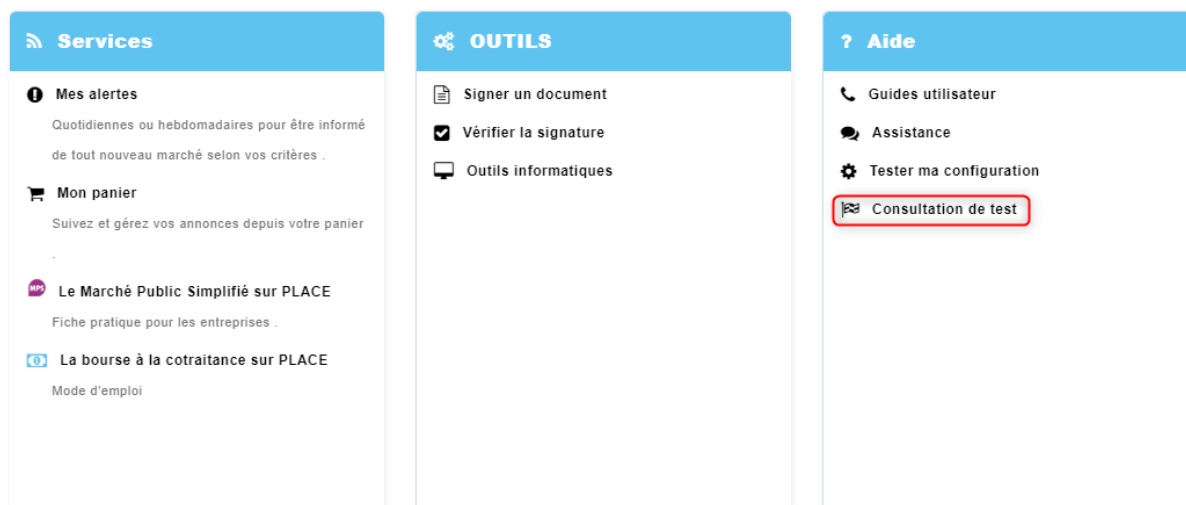 Services
Mes alertes
Quotidiennes ou hebdomadaires pour être informé
de tout nouveau marché selon vos critères .
Mon panier
Suivez et gérez vos annonces depuis votre panier
.
MPS
Le Marché Public Simplifié sur PLACE
Fiche pratique pour les entreprises .
La bourse à la cotraitance sur PLACE
Mode d'emploi
OUTILS
Signer un document
Vérifier la signature
Outils informatiques
? Aide
Guides utilisateur
Assistance
Tester ma configuration
Consultation de test